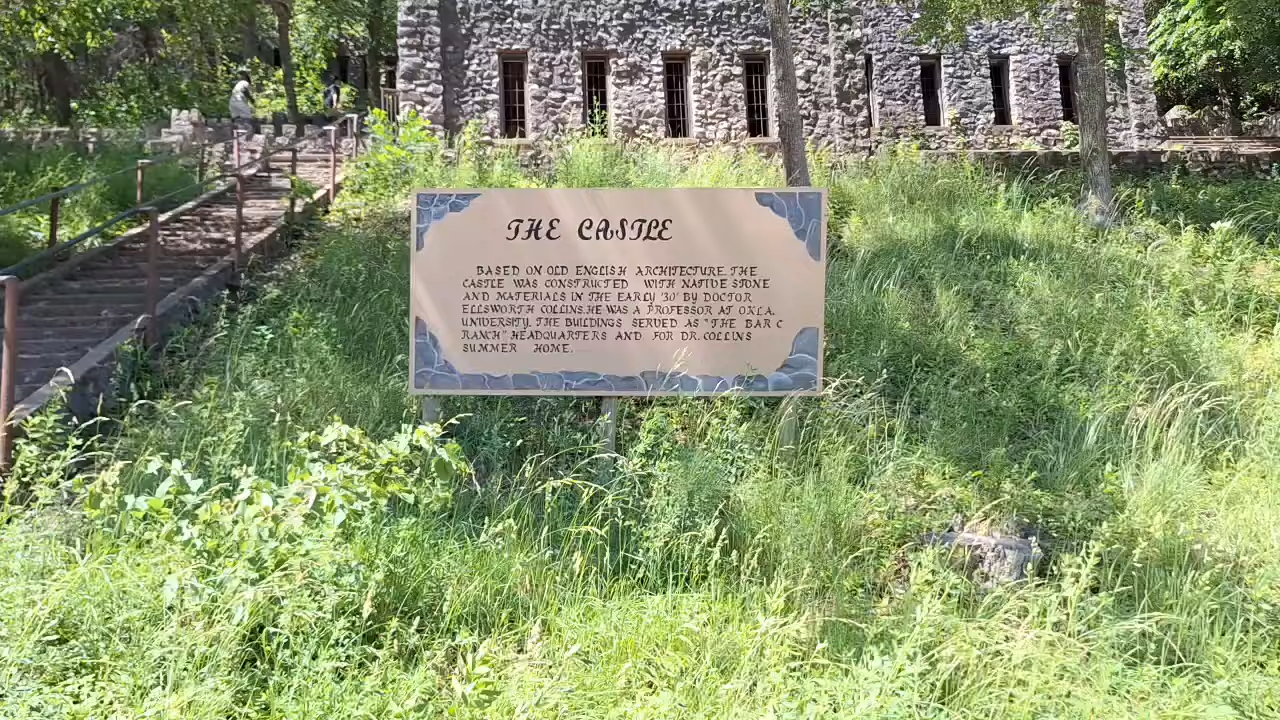 THE CASTLE
BASED ON OLD ENGLISH ARCHITECTURE. THE
CASTLE WAS CONSTRUCTED WITH NATIVE STONE
AND MATERIALS IN THE EARLY '30' BY DOCTOR
ELLSWORTH COLLINS. HE WAS A PROFESSOR AT OKLA.
UNIVERSITY. THE BUILDINGS SERVED AS "THE BAR C
RANCH" HEADQUARTERS AND FOR DR. COLLINS
SUMMER HOME.